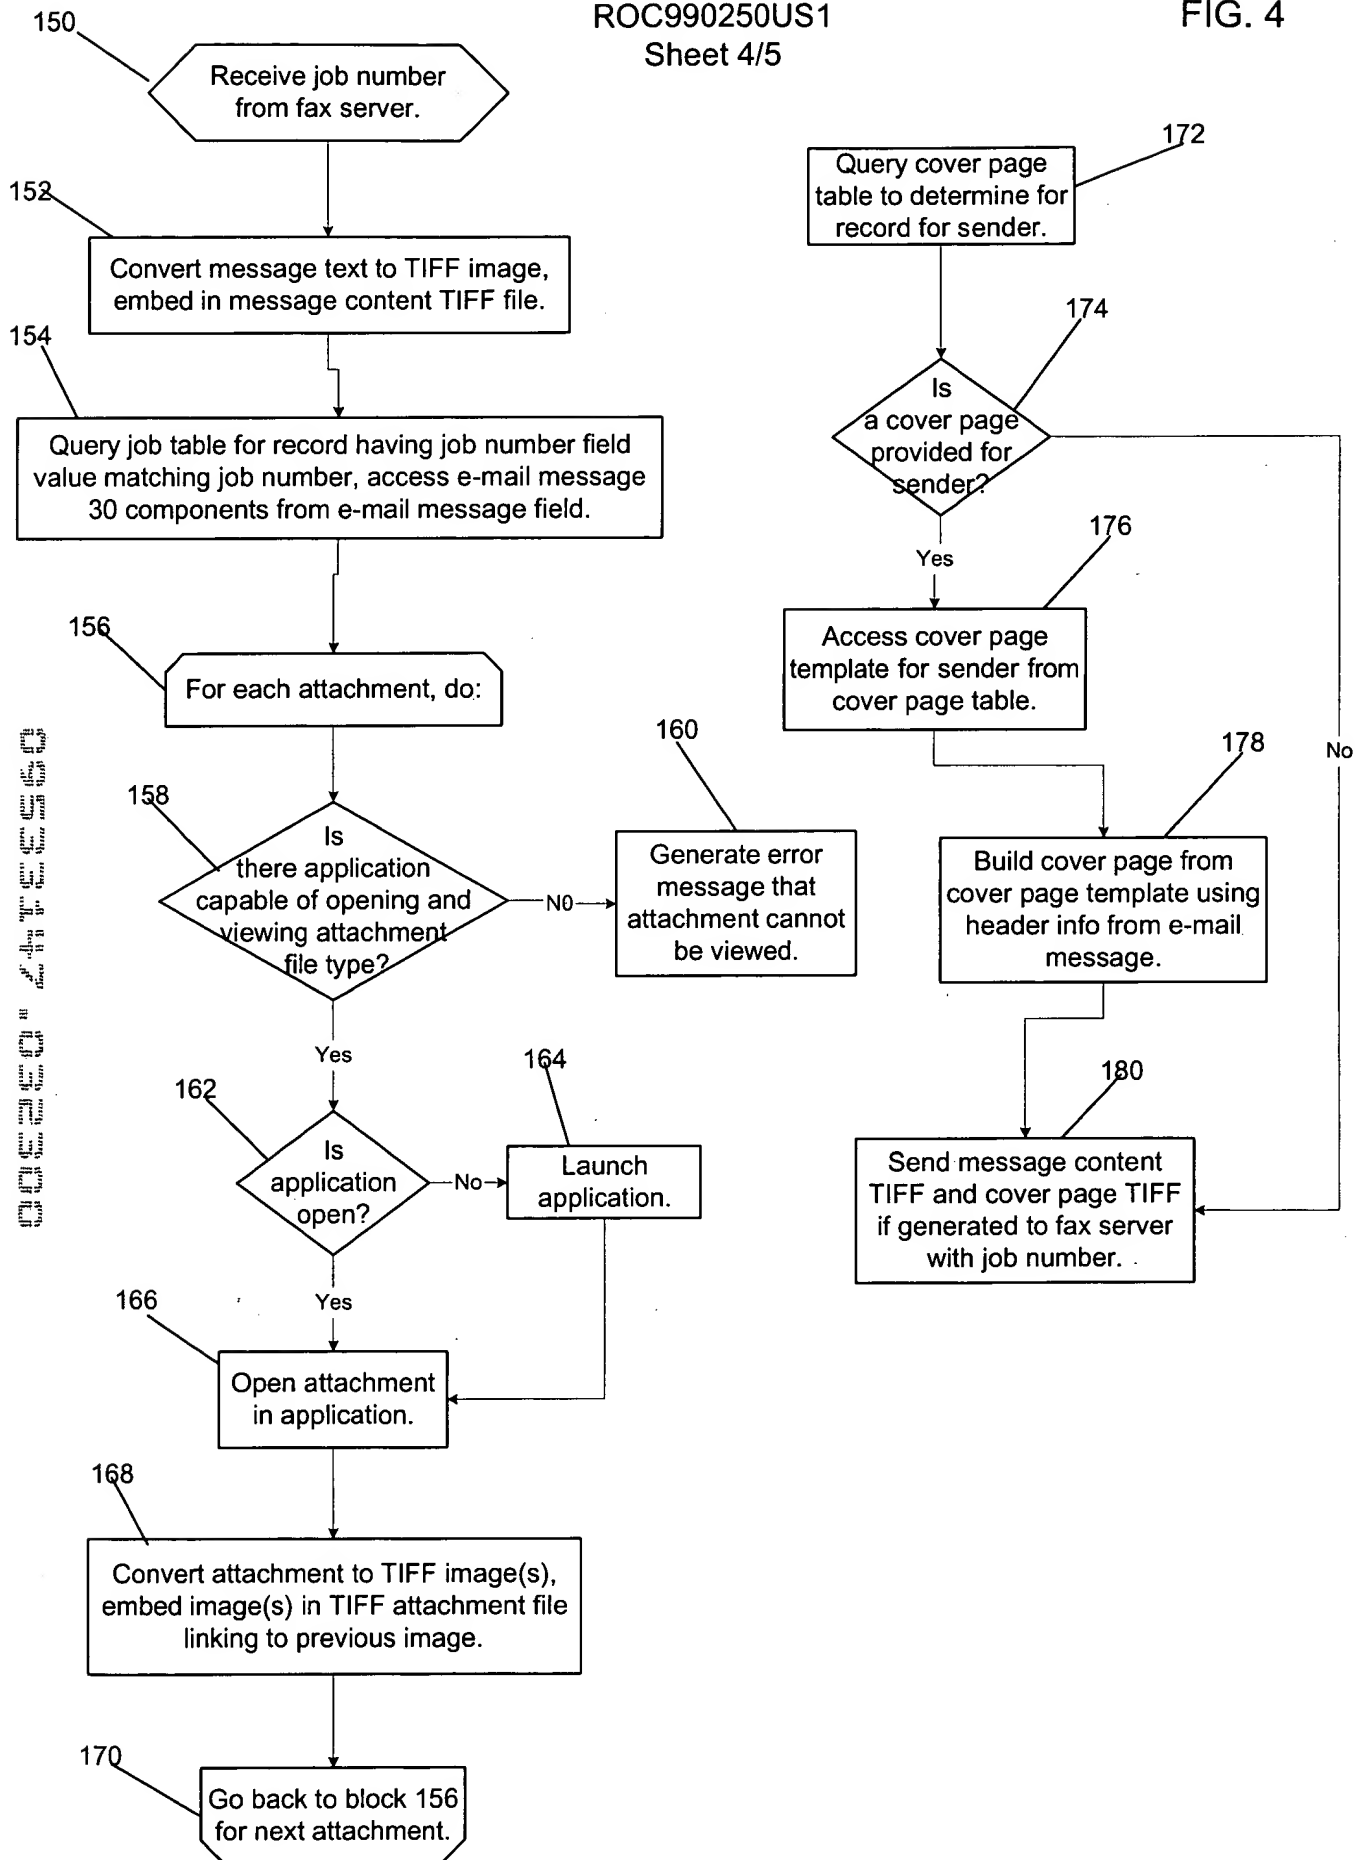 ROC990250US1
Sheet 4/5
FIG. 4
150
Receive job number
from fax server.
152
Convert message text to TIFF image,
embed in message content TIFF file.
154
Query job table for record having job number field
value matching job number, access e-mail message
30 components from e-mail message field.
156
For each attachment, do:
158
Is
there application
capable of opening and
viewing attachment
file type?
N0
160
Generate error
message that
attachment cannot
be viewed.
Yes
162
Is
application
open?
No
164
Launch
application.
Yes
166
Open attachment
in application.
168
Convert attachment to TIFF image(s),
embed image(s) in TIFF attachment file
linking to previous image.
170
Go back to block 156
for next attachment.
172
Query cover page
table to determine for
record for sender.
174
Is
a cover page
provided for
sender?
Yes
No
176
Access cover page
template for sender from
cover page table.
178
Build cover page from
cover page template using
header info from e-mail
message.
180
Send message content
TIFF and cover page TIFF
if generated to fax server
with job number.
09533147 . 032300